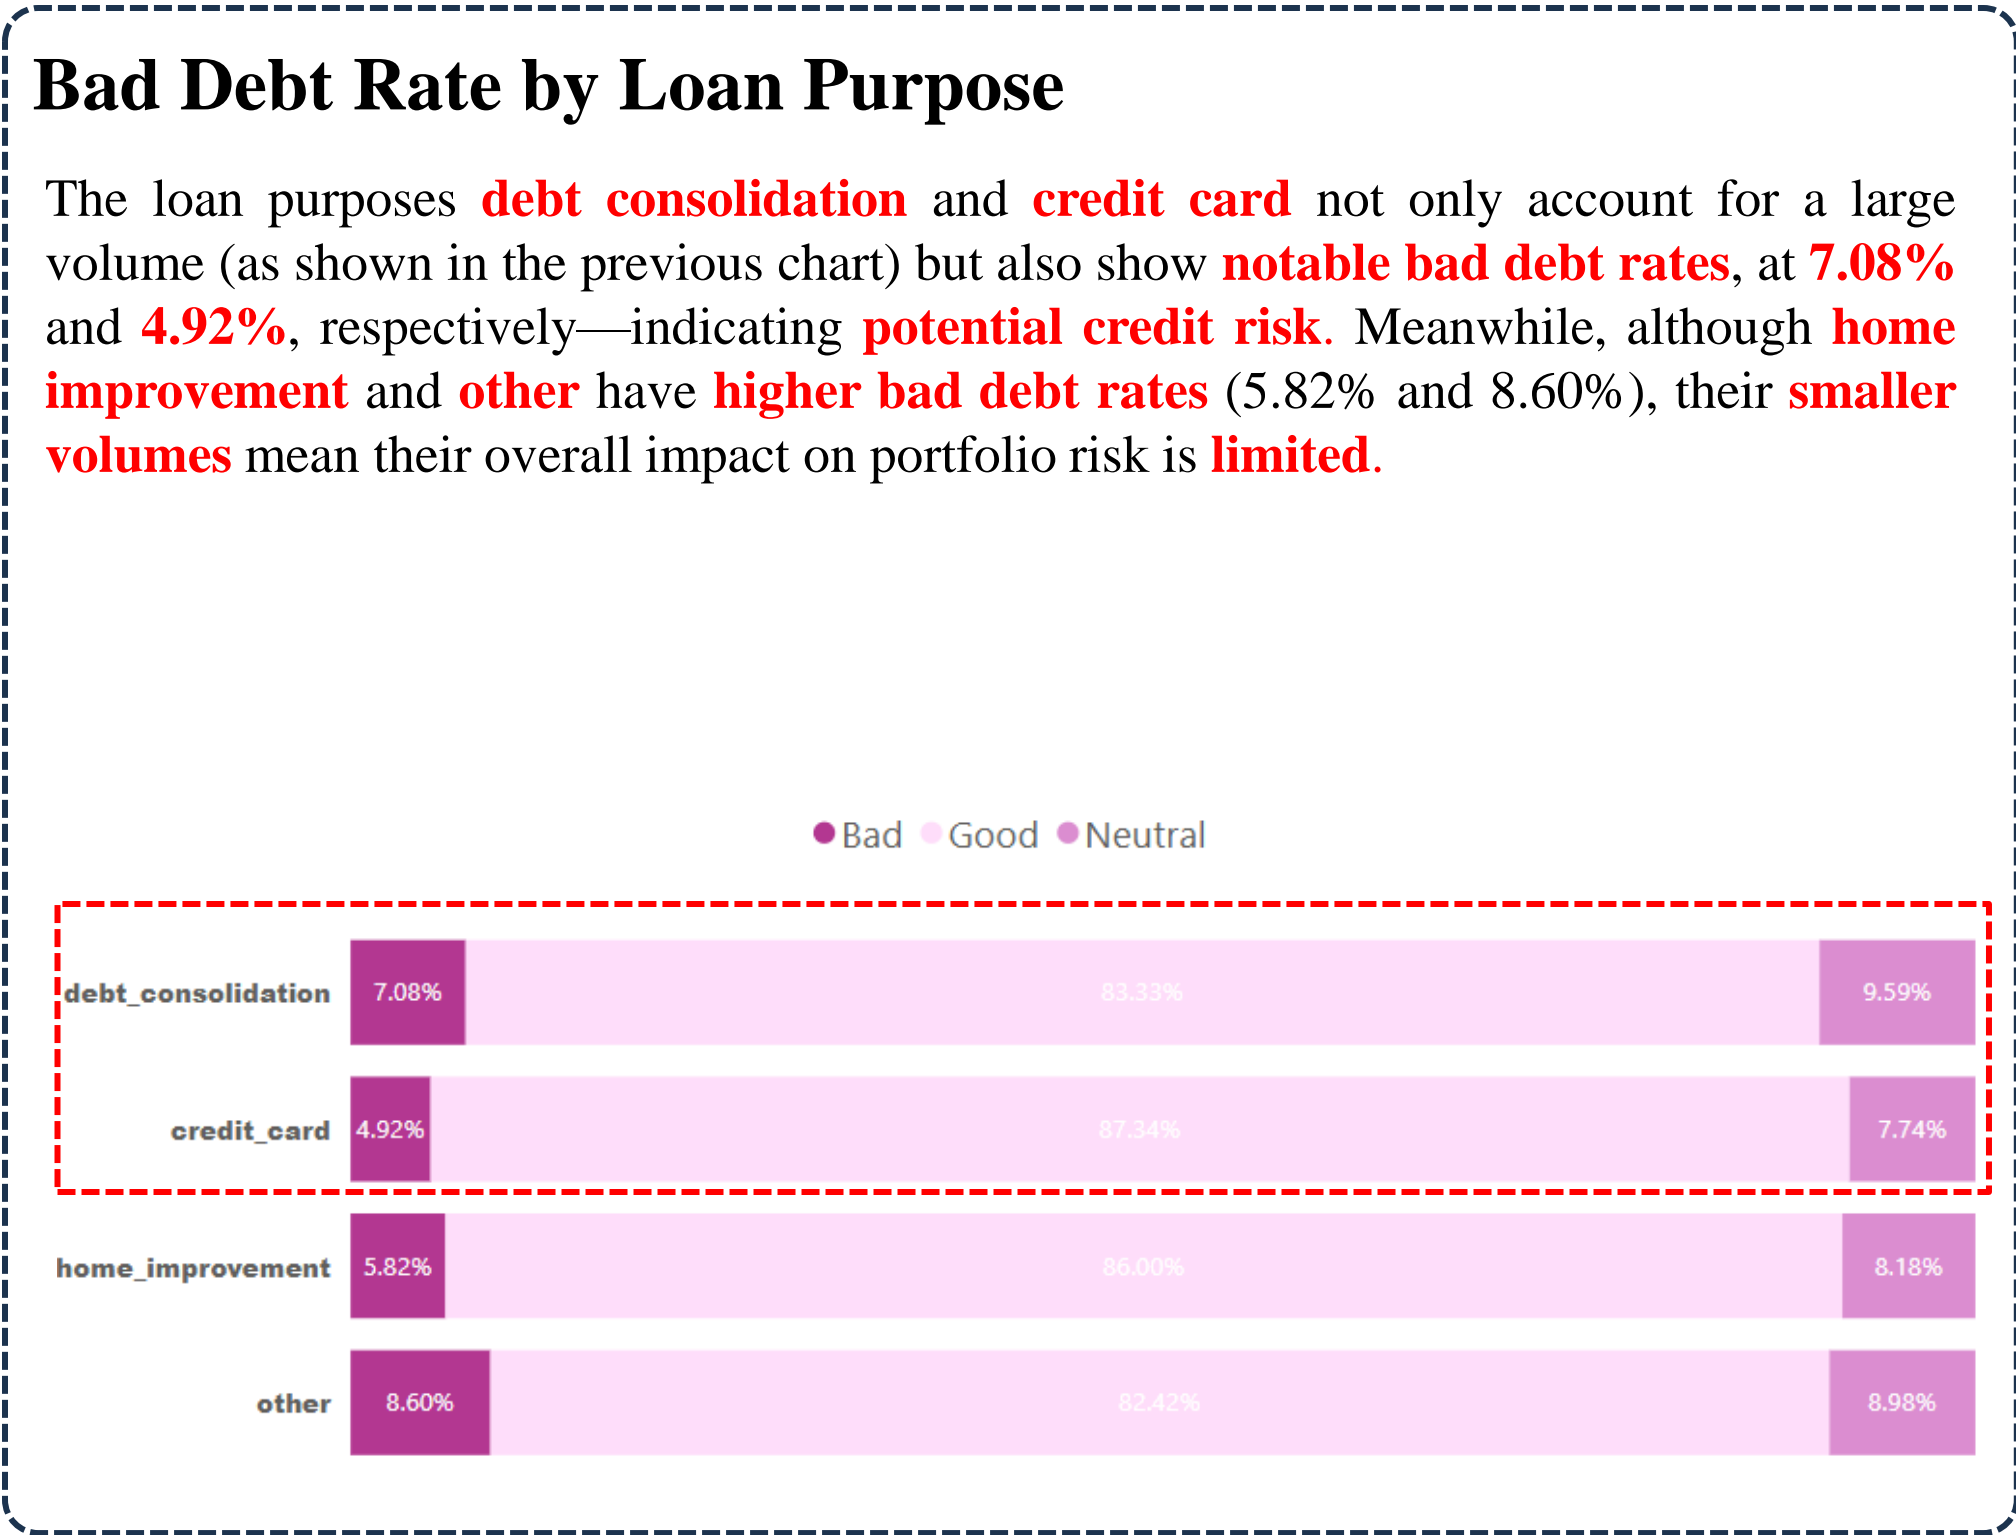 Bad Debt Rate by Loan Purpose
The loan purposes debt consolidation and credit card not only account for a large
volume (as shown in the previous chart) but also show notable bad debt rates, at 7.08%
and 4.92%, respectively—indicating potential credit risk. Meanwhile, although home
improvement and other have higher bad debt rates (5.82% and 8.60%), their smaller
volumes mean their overall impact on portfolio risk is limited.
Bad Good Neutral
debt_consolidation 7.08% 83.33% 9.59%
credit_card 4.92% 87.34% 7.74%
home_improvement 5.82% 86.00% 8.18%
other 8.60% 82.42% 8.98%